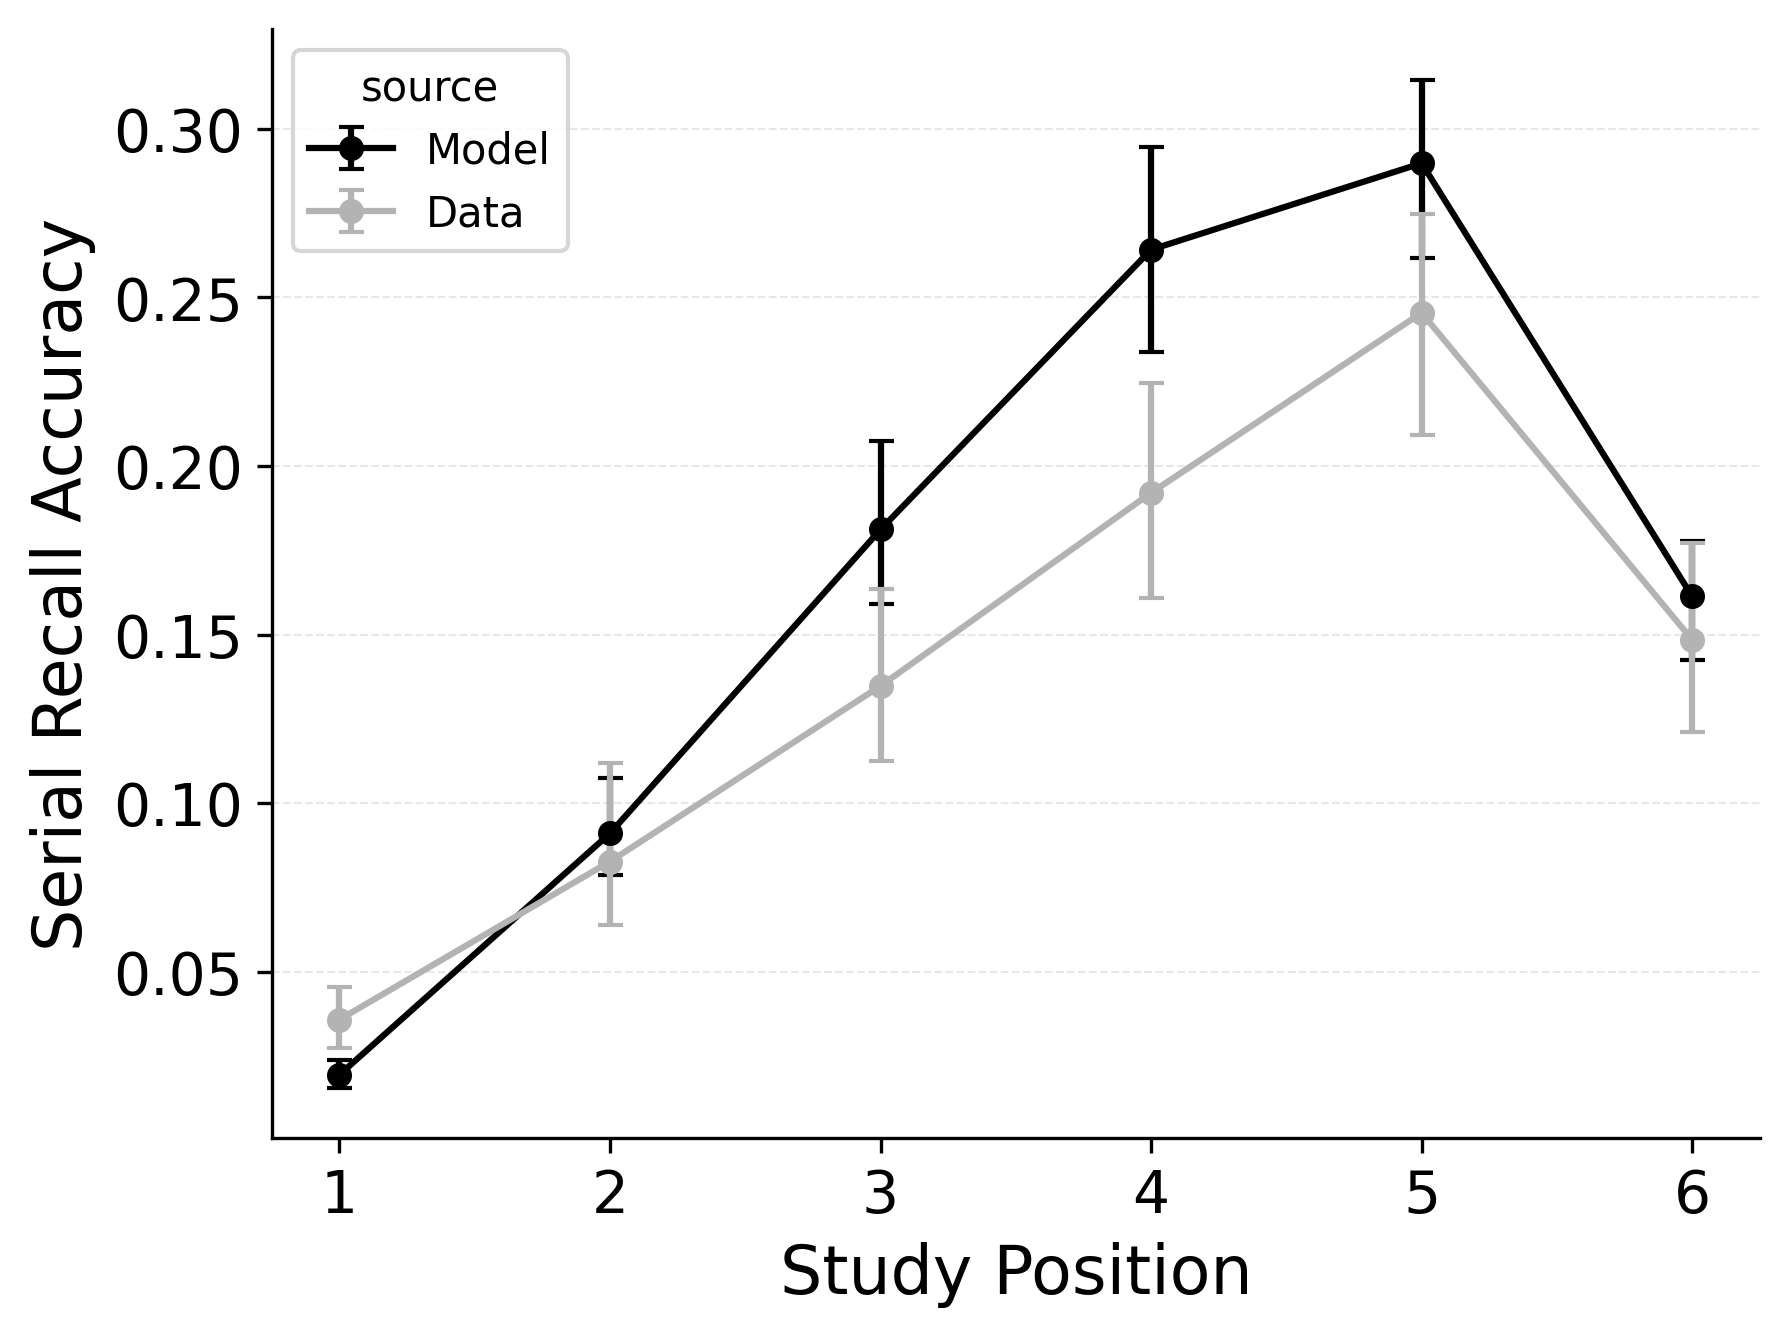 source
Model
Data
Serial Recall Accuracy
0.30
0.25
0.20
0.15
0.10
0.05
1 2 3 4 5 6
Study Position